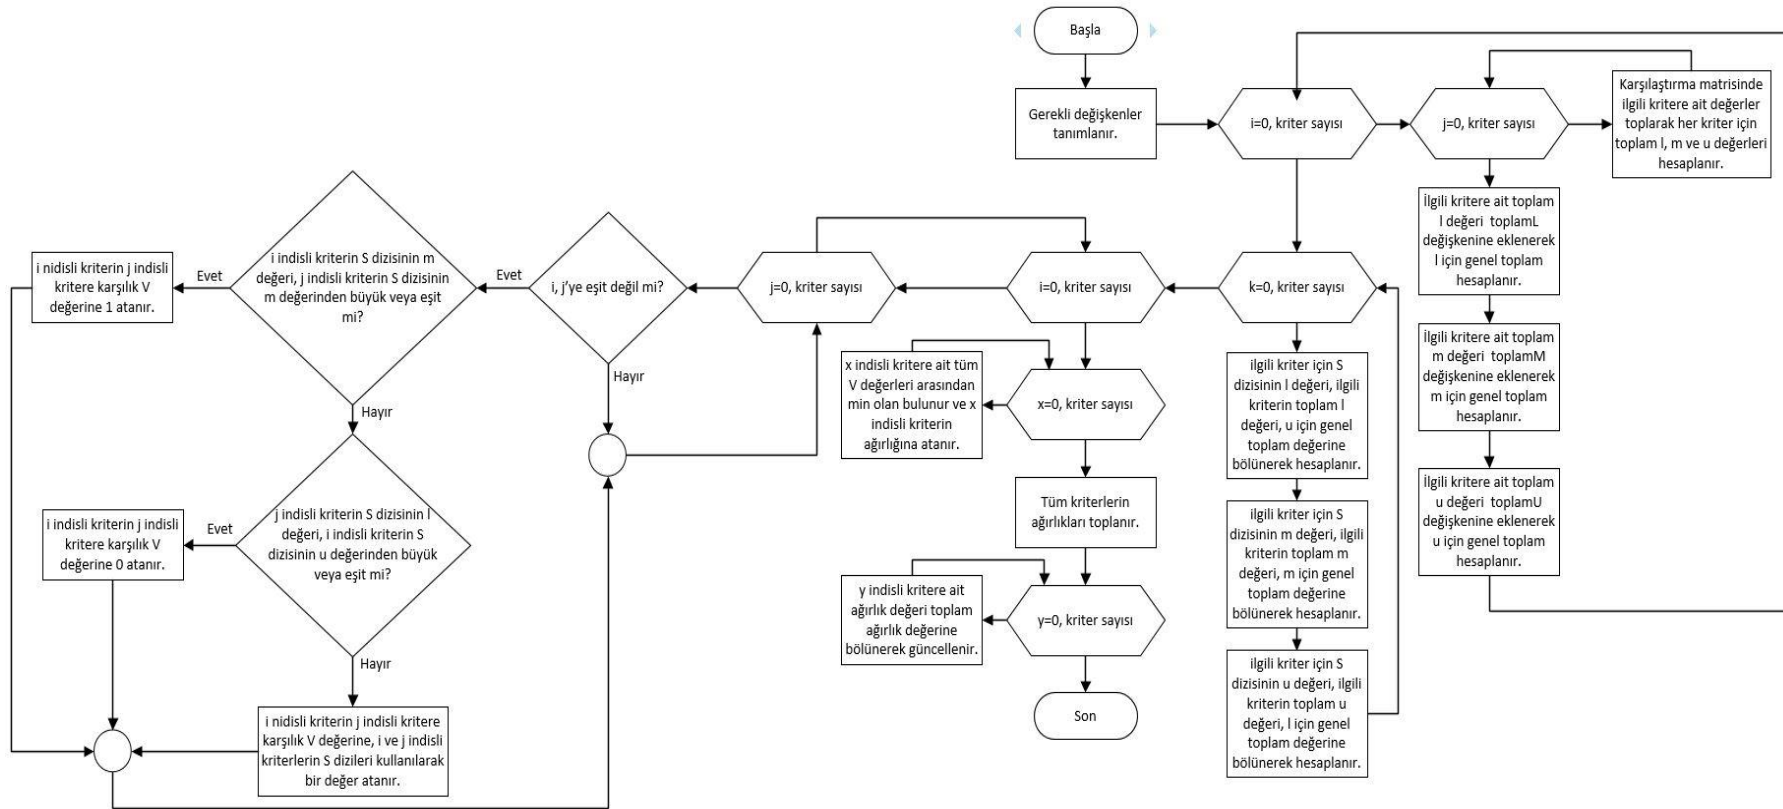 Başla
Gerekli değişkenler
tanımlanır.
i=0, kriter sayısı
j=0, kriter sayısı
Karşılaştırma matrisinde
ilgili kritere ait değerler
toplarak her kriter için
toplam l, m ve u değerleri
hesaplanır.
İlgili kritere ait toplam
l değeri toplamL
değişkenine eklenerek
l için genel toplam
hesaplanır.
İlgili kritere ait toplam
m değeri toplamM
değişkenine eklenerek
m için genel toplam
hesaplanır.
İlgili kritere ait toplam
u değeri toplamU
değişkenine eklenerek
u için genel toplam
hesaplanır.
k=0, kriter sayısı
ilgili kriter için S
dizisinin l değeri, ilgili
kriterin toplam l
değeri, u için genel
toplam değerine
bölünerek hesaplanır.
ilgili kriter için S
dizisinin m değeri, ilgili
kriterin toplam m
değeri, m için genel
toplam değerine
bölünerek hesaplanır.
ilgili kriter için S
dizisinin u değeri, ilgili
kriterin toplam u
değeri, l için genel
toplam değerine
bölünerek hesaplanır.
i=0, kriter sayısı
j=0, kriter sayısı
i, j’ye eşit değil mi?
Evet
Hayır
i indisli kriterin S dizisinin m
değeri, j indisli kriterin S dizisinin
m değerinden büyük veya eşit
mi?
Evet
i nidisli kriterin j indisli
kritere karşılık V
değerine 1 atanır.
Hayır
j indisli kriterin S dizisinin l
değeri, i indisli kriterin S
dizisinin u değerinden büyük
veya eşit mi?
Evet
i indisli kriterin j indisli
kritere karşılık V
değerine 0 atanır.
Hayır
i nidisli kriterin j indisli kritere
karşılık V değerine, i ve j indisli
kriterlerin S dizileri kullanılarak
bir değer atanır.
x=0, kriter sayısı
x indisli kritere ait tüm
V değerleri arasından
min olan bulunur ve x
indisli kriterin
ağırlığına atanır.
Tüm kriterlerin
ağırlıkları toplanır.
y=0, kriter sayısı
y indisli kritere ait
ağırlık değeri toplam
ağırlık değerine
bölünerek güncellenir.
Son